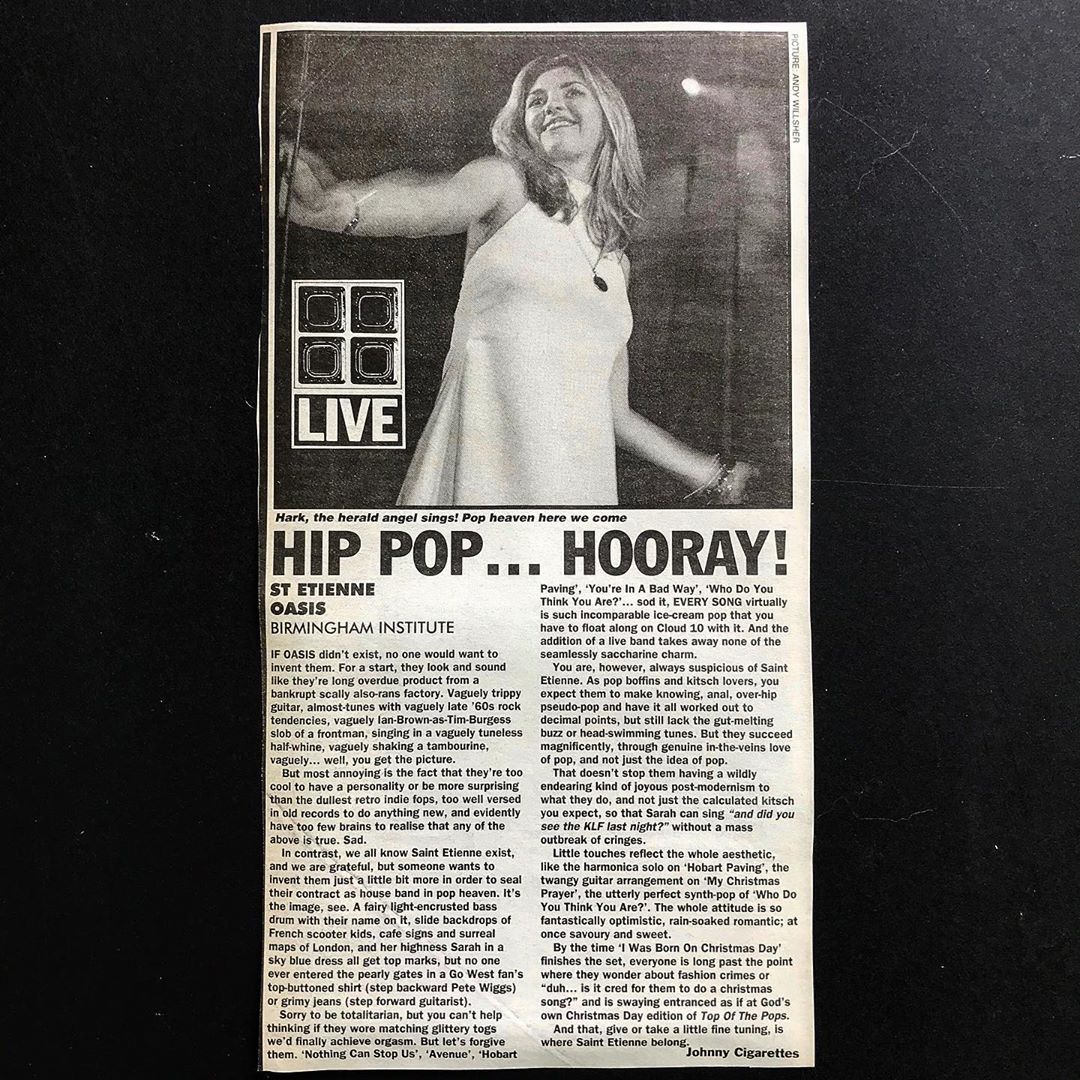 PICTURE: ANDY WILLSHER
LIVE
Hark, the herald angel sings! Pop heaven here we come
HIP POP... HOORAY!
ST ETIENNE
OASIS
BIRMINGHAM INSTITUTE
IF OASIS didn't exist, no one would want to
invent them. For a start, they look and sound
like they're long overdue product from a
bankrupt scally also-rans factory. Vaguely trippy
guitar, almost-tunes with vaguely late '60s rock
tendencies, vaguely Ian-Brown-as-Tim-Burgess
slob of a frontman, singing in a vaguely tuneless
half-whine, vaguely shaking a tambourine,
vaguely... well, you get the picture.
But most annoying is the fact that they're too
cool to have a personality or be more surprising
than the dullest retro indie fops, too well versed
in old records to do anything new, and evidently
have too few brains to realise that any of the
above is true. Sad.
In contrast, we all know Saint Etienne exist,
and we are grateful, but someone wants to
invent them just a little bit more in order to seal
their contract as house band in pop heaven. It's
the image, see. A fairy light-encrusted bass
drum with their name on it, slide backdrops of
French scooter kids, cafe signs and surreal
maps of London, and her highness Sarah in a
sky blue dress all get top marks, but no one
ever entered the pearly gates in a Go West fan's
top-buttoned shirt (step backward Pete Wiggs)
or grimy jeans (step forward guitarist).
Sorry to be totalitarian, but you can't help
thinking if they wore matching glittery togs
we'd finally achieve orgasm. But let's forgive
them. 'Nothing Can Stop Us', 'Avenue', 'Hobart
Paving', 'You're In A Bad Way', 'Who Do You
Think You Are?'... sod it, EVERY SONG virtually
is such incomparable ice-cream pop that you
have to float along on Cloud 10 with it. And the
addition of a live band takes away none of the
seamlessly saccharine charm.
You are, however, always suspicious of Saint
Etienne. As pop boffins and kitsch lovers, you
expect them to make knowing, anal, over-hip
pseudo-pop and have it all worked out to
decimal points, but still lack the gut-melting
buzz or head-swimming tunes. But they succeed
magnificently, through genuine in-the-veins love
of pop, and not just the idea of pop.
That doesn't stop them having a wildly
endearing kind of joyous post-modernism to
what they do, and not just the calculated kitsch
you expect, so that Sarah can sing "and did you
see the KLF last night?" without a mass
outbreak of cringes.
Little touches reflect the whole aesthetic,
like the harmonica solo on 'Hobart Paving', the
twangy guitar arrangement on 'My Christmas
Prayer', the utterly perfect synth-pop of 'Who Do
You Think You Are?'. The whole attitude is so
fantastically optimistic, rain-soaked romantic; at
once savoury and sweet.
By the time 'I Was Born On Christmas Day'
finishes the set, everyone is long past the point
where they wonder about fashion crimes or
"duh... is it cred for them to do a christmas
song?" and is swaying entranced as if at God's
own Christmas Day edition of Top Of The Pops.
And that, give or take a little fine tuning, is
where Saint Etienne belong.
Johnny Cigarettes